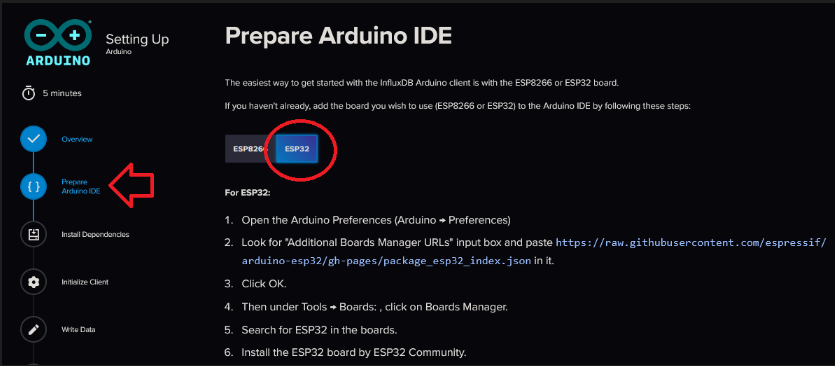 ARDUINO
Setting Up
Arduino
5 minutes
Overview
Prepare
Arduino IDE
Install Dependencies
Initialize Client
Write Data
Prepare Arduino IDE
The easiest way to get started with the InfluxDB Arduino client is with the ESP8266 or ESP32 board.
If you haven't already, add the board you wish to use (ESP8266 or ESP32) to the Arduino IDE by following these steps:
ESP8266 ESP32
For ESP32:
1. Open the Arduino Preferences (Arduino → Preferences)
2. Look for "Additional Boards Manager URLs" input box and paste https://raw.githubusercontent.com/espressif/
arduino-esp32/gh-pages/package_esp32_index.json in it.
3. Click OK.
4. Then under Tools → Boards: , click on Boards Manager.
5. Search for ESP32 in the boards.
6. Install the ESP32 board by ESP32 Community.